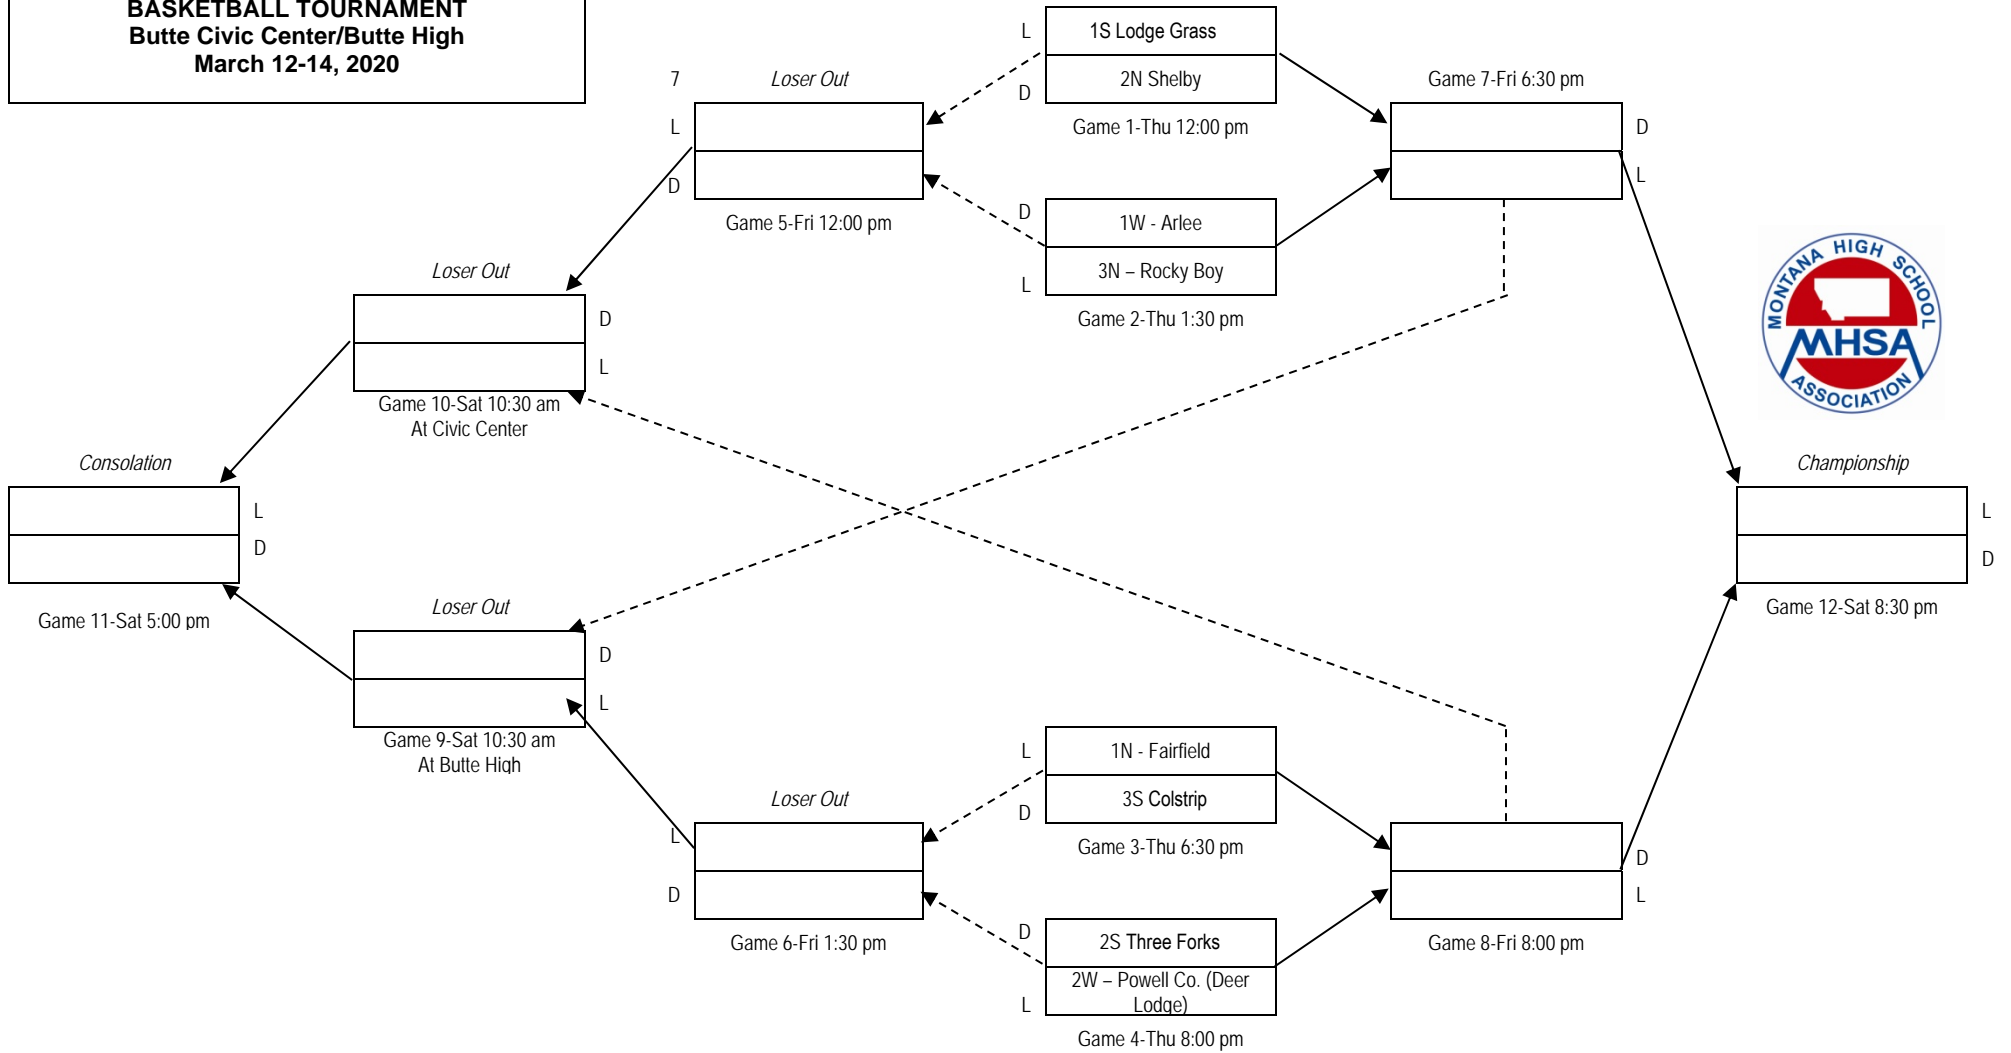 BASKETBALL TOURNAMENT
Butte Civic Center/Butte High
March 12-14, 2020
L
1S Lodge Grass
D
2N Shelby
Game 1-Thu 12:00 pm
7
Loser Out
L
D
Game 5-Fri 12:00 pm
Game 7-Fri 6:30 pm
D
L
D
1W - Arlee
3N – Rocky Boy
L
Game 2-Thu 1:30 pm
Loser Out
D
L
Game 10-Sat 10:30 am
At Civic Center
MONTANA HIGH SCHOOL
MHSA
ASSOCIATION
Consolation
L
D
Game 11-Sat 5:00 pm
Championship
L
D
Game 12-Sat 8:30 pm
Loser Out
D
L
Game 9-Sat 10:30 am
At Butte High
L
1N - Fairfield
D
3S Colstrip
Game 3-Thu 6:30 pm
Loser Out
L
D
Game 6-Fri 1:30 pm
D
L
Game 8-Fri 8:00 pm
D
2S Three Forks
2W – Powell Co. (Deer
Lodge)
L
Game 4-Thu 8:00 pm